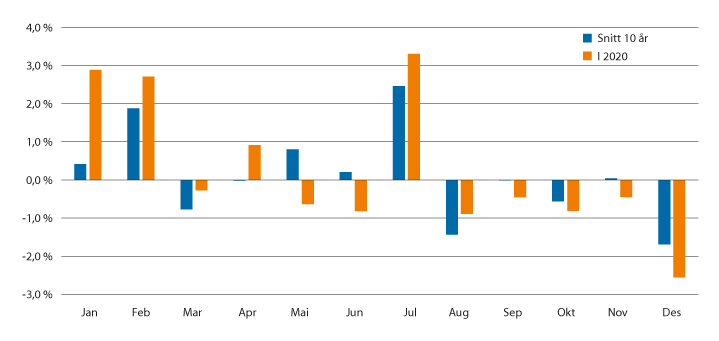 4,0 %
Snitt 10 år
I 2020
3,0 %
2,0 %
1,0 %
0,0 %
-1,0 %
-2,0 %
-3,0 %
Jan Feb Mar Apr Mai Jun Jul Aug Sep Okt Nov Des